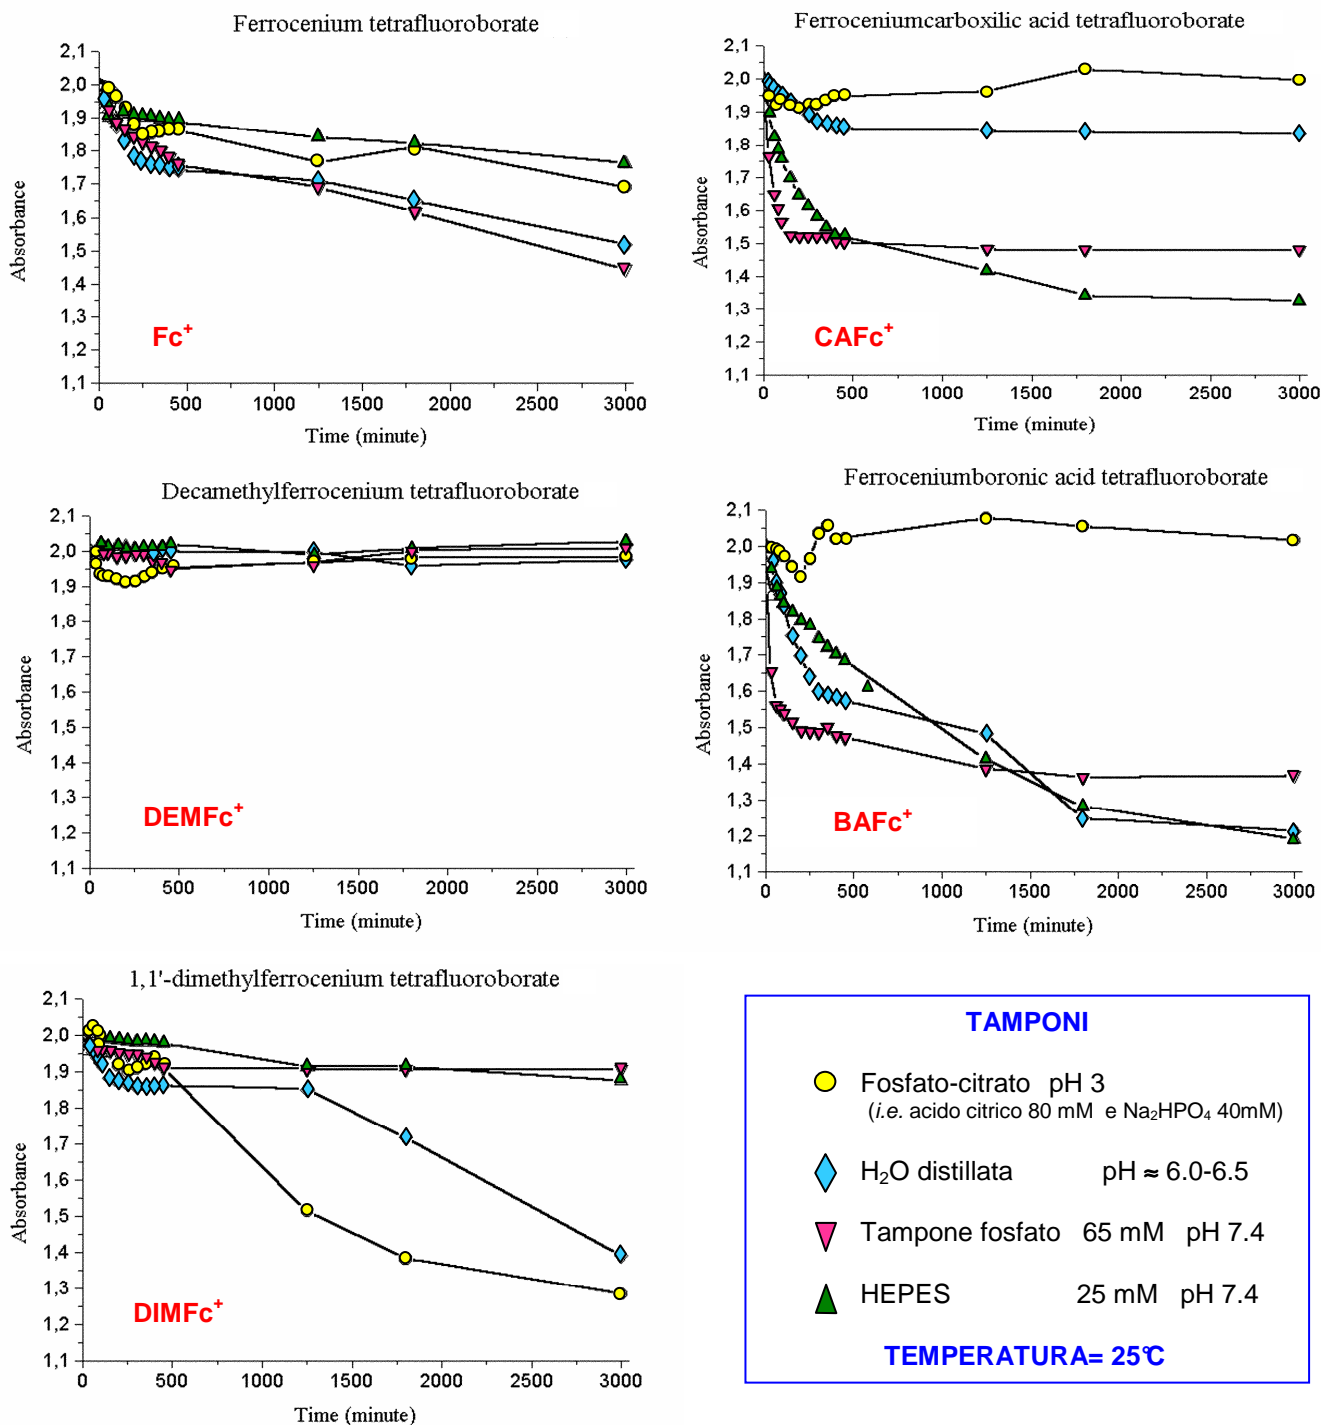 Ferrocenium tetrafluoroborate
2,1
2,0
1,9
1,8
1,7
1,6
1,5
1,4
1,3
1,2
1,1
Absorbance
Fc+
0 500 1000 1500 2000 2500 3000
Time (minute)
Ferroceniumcarboxilic acid tetrafluoroborate
2,1
2,0
1,9
1,8
1,7
1,6
1,5
1,4
1,3
1,2
1,1
Absorbance
CAFc+
0 500 1000 1500 2000 2500 3000
Time (minute)
Decamethylferrocenium tetrafluoroborate
2,1
2,0
1,9
1,8
1,7
1,6
1,5
1,4
1,3
1,2
1,1
Absorbance
DEMFc+
0 500 1000 1500 2000 2500 3000
Time (minute)
Ferroceniumboronic acid tetrafluoroborate
2,1
2,0
1,9
1,8
1,7
1,6
1,5
1,4
1,3
1,2
1,1
Absorbance
BAFc+
0 500 1000 1500 2000 2500 3000
Time (minute)
1,1'-dimethylferrocenium tetrafluoroborate
2,1
2,0
1,9
1,8
1,7
1,6
1,5
1,4
1,3
1,2
1,1
Absorbance
DIMFc+
0 500 1000 1500 2000 2500 3000
Time (minute)
TAMPONI
Fosfato-citrato pH 3
(i.e. acido citrico 80 mM e Na₂HPO₄ 40mM)
H₂O distillata pH ≈ 6.0-6.5
Tampone fosfato 65 mM pH 7.4
HEPES 25 mM pH 7.4
TEMPERATURA= 25°C